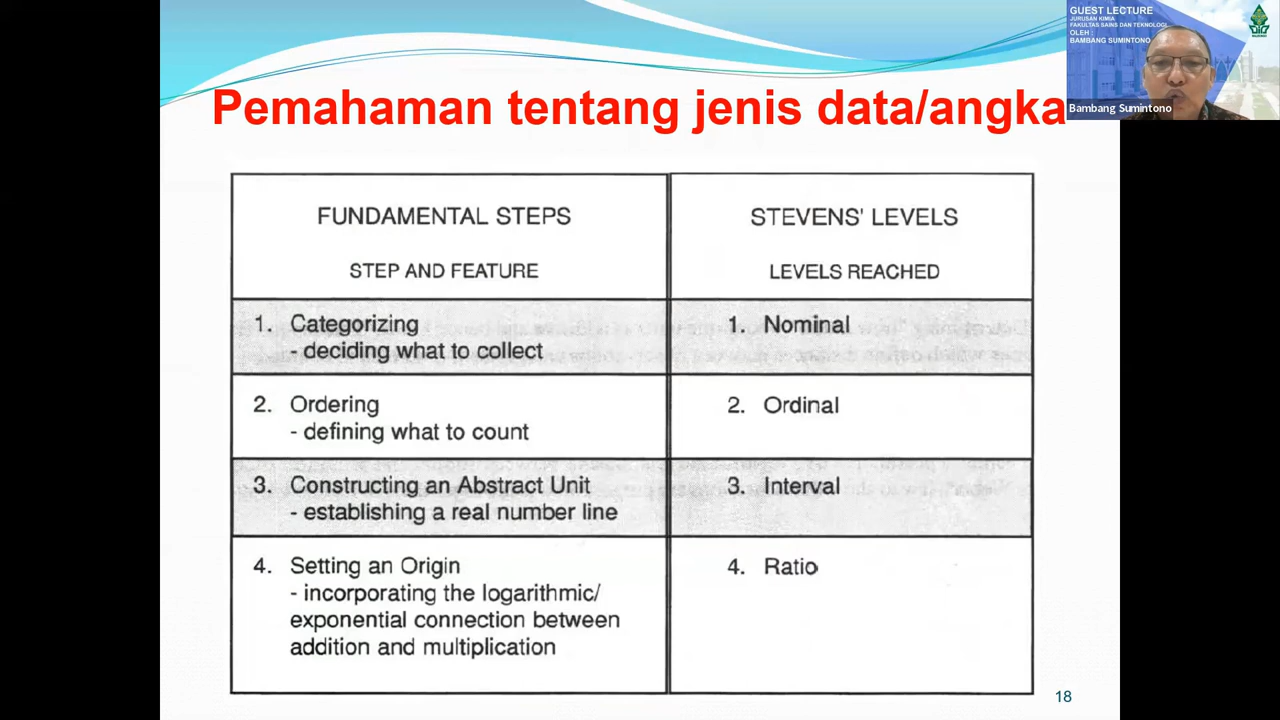 GUEST LECTURE
JURUSAN KIMIA
FAKULTAS SAINS DAN TEKNOLOGI
OLEH :
BAMBANG SUMINTONO
Bambang Sumintono
Pemahaman tentang jenis data/angka
FUNDAMENTAL STEPS
STEP AND FEATURE
STEVENS' LEVELS
LEVELS REACHED
1. Categorizing
- deciding what to collect
1. Nominal
2. Ordering
- defining what to count
2. Ordinal
3. Constructing an Abstract Unit
- establishing a real number line
3. Interval
4. Setting an Origin
- incorporating the logarithmic/
exponential connection between
addition and multiplication
4. Ratio
18